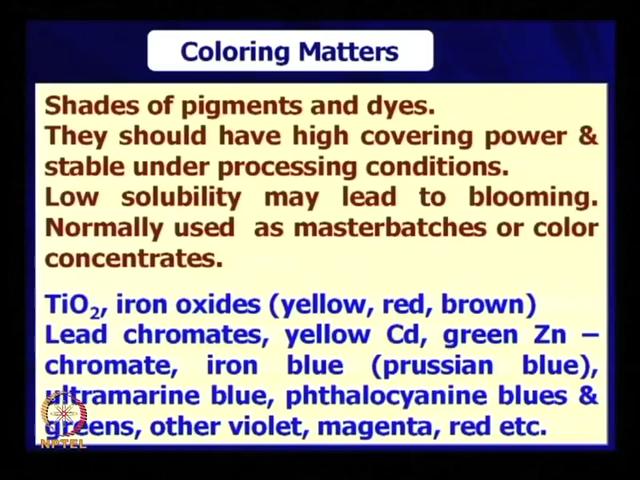 Coloring Matters
Shades of pigments and dyes.
They should have high covering power &
stable under processing conditions.
Low solubility may lead to blooming.
Normally used as masterbatches or color
concentrates.
TiO₂, iron oxides (yellow, red, brown)
Lead chromates, yellow Cd, green Zn –
chromate, iron blue (prussian blue),
ultramarine blue, phthalocyanine blues &
greens, other violet, magenta, red etc.
NPTEL